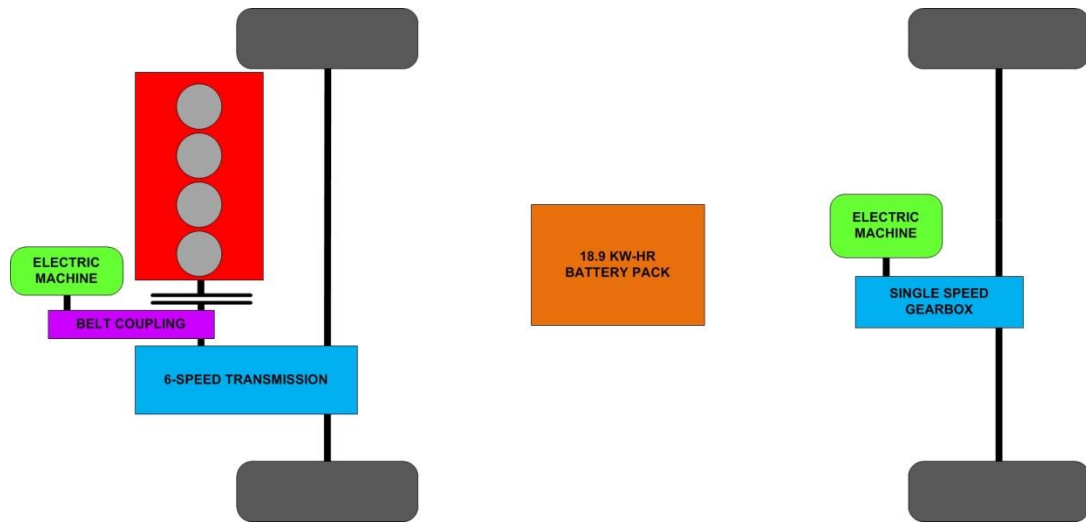 ELECTRIC
MACHINE
BELT COUPLING
6-SPEED TRANSMISSION
18.9 KW-HR
BATTERY PACK
ELECTRIC
MACHINE
SINGLE SPEED
GEARBOX